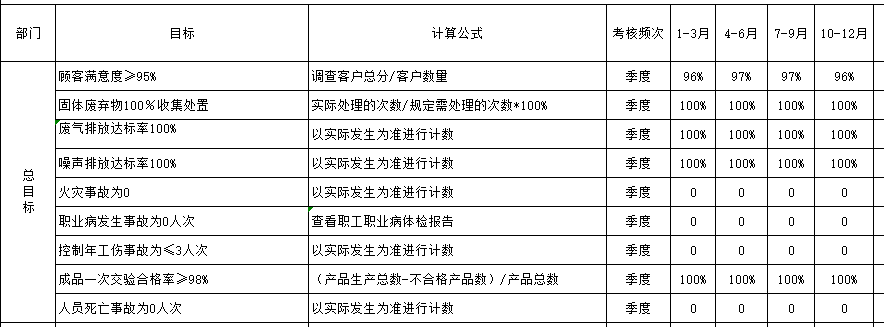 部门 目标 计算公式 考核频次 1-3月 4-6月 7-9月 10-12月
总目标
顾客满意度≥95% 调查客户总分/客户数量 季度 96% 97% 97% 96%
固体废弃物100%收集处置 实际处理的次数/规定需处理的次数*100% 季度 100% 100% 100% 100%
废气排放达标率100% 以实际发生为准进行计数 季度 100% 100% 100% 100%
噪声排放达标率100% 以实际发生为准进行计数 季度 100% 100% 100% 100%
火灾事故为0 以实际发生为准进行计数 季度 0 0 0 0
职业病发生事故为0人次 查看职工职业病体检报告 季度 0 0 0 0
控制年工伤事故为≤3人次 以实际发生为准进行计数 季度 0 0 0 0
成品一次交验合格率≥98% (产品生产总数-不合格产品数)/产品总数 季度 100% 100% 100% 100%
人员死亡事故为0人次 以实际发生为准进行计数 季度 0 0 0 0